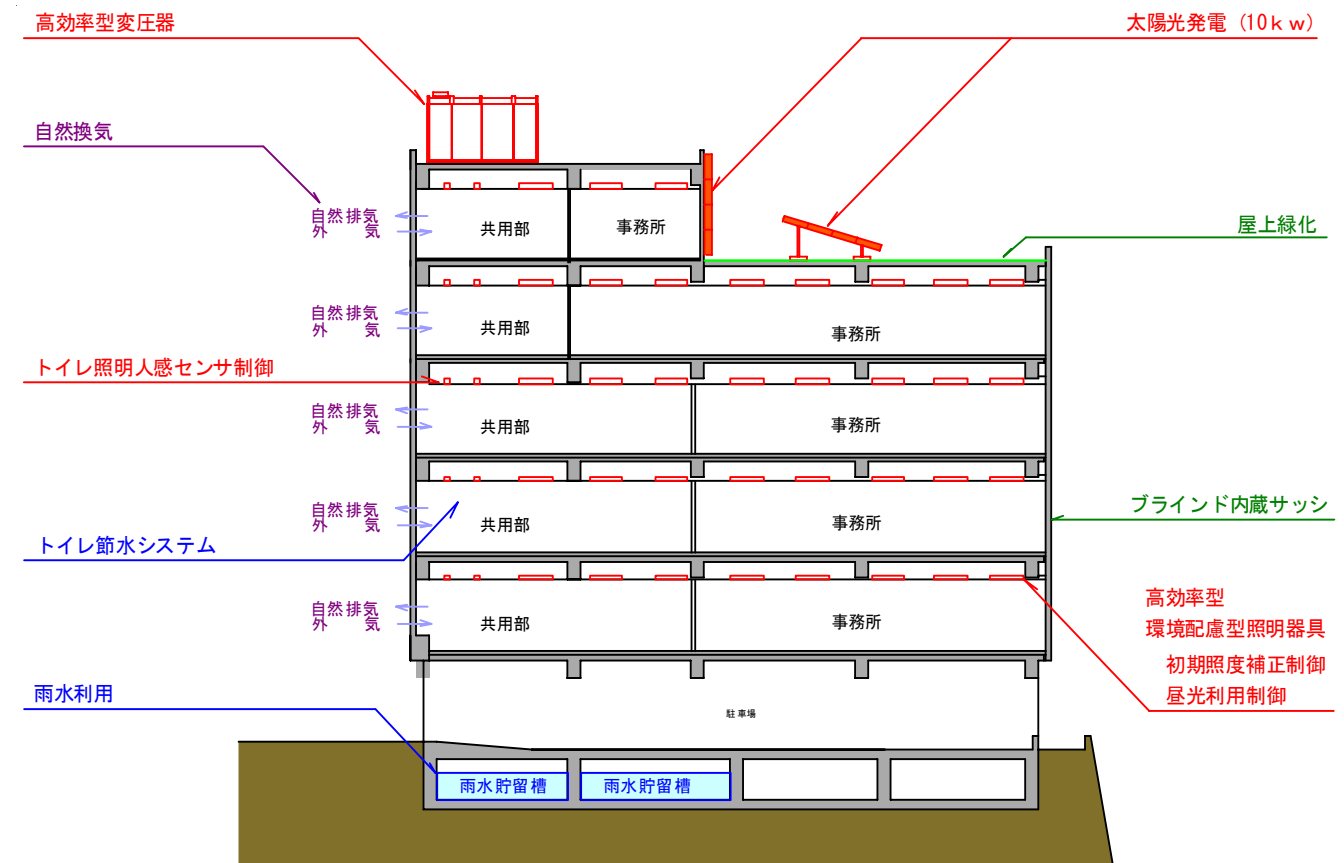 高効率型変圧器
太陽光発電 (10kw)
自然換気
自然排気
外 気
共用部
事務所
屋上緑化
自然排気
外 気
共用部
事務所
トイレ照明人感センサ制御
自然排気
外 気
共用部
事務所
自然排気
外 気
共用部
事務所
ブラインド内蔵サッシ
トイレ節水システム
自然排気
外 気
共用部
事務所
高効率型
環境配慮型照明器具
初期照度補正制御
昼光利用制御
雨水利用
駐車場
雨水貯留槽
雨水貯留槽